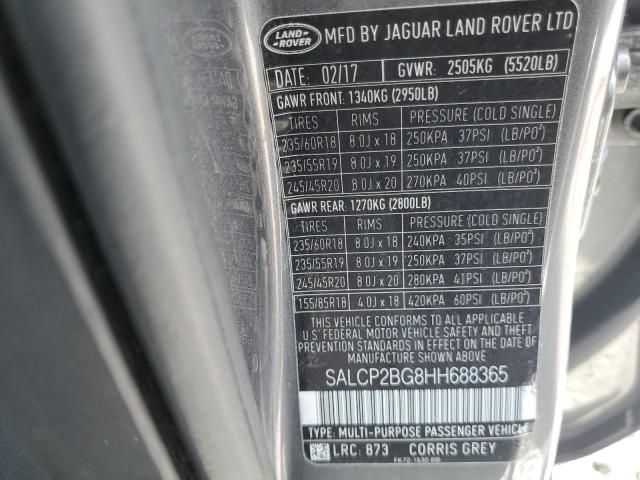 LAND-
ROVER
MFD BY JAGUAR LAND ROVER LTD
DATE: 02/17 GVWR: 2505KG (5520LB)
GAWR FRONT: 1340KG (2950LB)
TIRES RIMS PRESSURE (COLD SINGLE)
235/60R18 8.0J x 18 250KPA 37PSI (LB/PO²)
235/55R19 8.0J x 19 250KPA 37PSI (LB/PO²)
245/45R20 8.0J x 20 270KPA 40PSI (LB/PO²)
GAWR REAR: 1270KG (2800LB)
TIRES RIMS PRESSURE (COLD SINGLE)
235/60R18 8.0J x 18 240KPA 35PSI (LB/PO²)
235/55R19 8.0J x 19 250KPA 37PSI (LB/PO²)
245/45R20 8.0J x 20 280KPA 41PSI (LB/PO²)
155/85R18 4.0J x 18 420KPA 60PSI (LB/PO²)
THIS VEHICLE CONFORMS TO ALL APPLICABLE
U S FEDERAL MOTOR VEHICLE SAFETY AND THEFT
PREVENTION STANDARDS IN EFFECT ON THE DATE OF
MANUFACTURE SHOWN ABOVE.
SALCP2BG8HH688365
TYPE: MULTI-PURPOSE PASSENGER VEHICLE
LRC: 873 CORRIS GREY